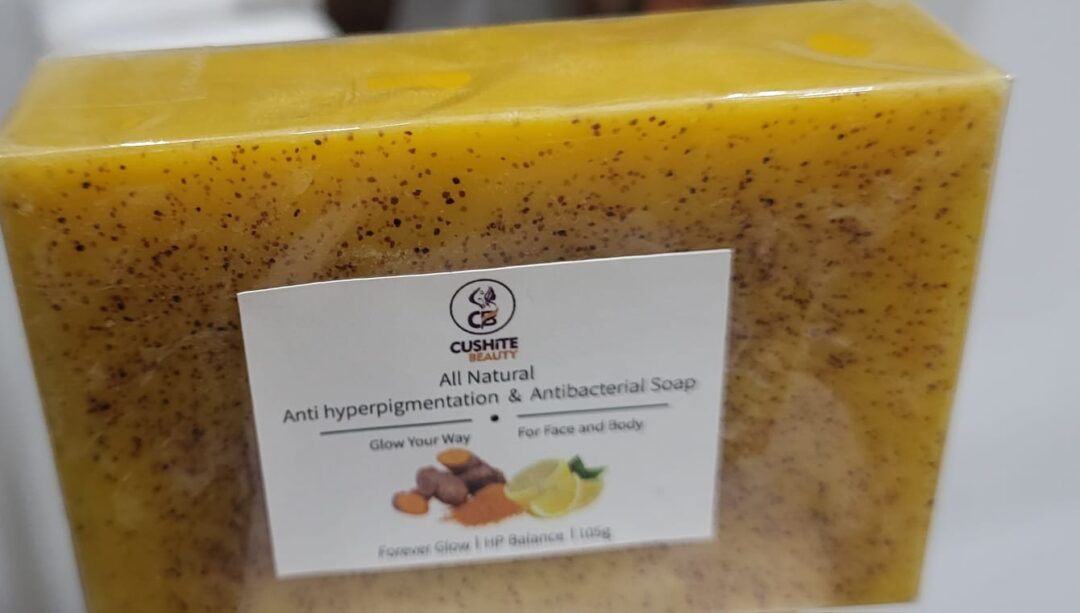 CB
CUSHITE
BEAUTY
All Natural
Anti hyperpigmentation & Antibacterial Soap
Glow Your Way • For Face and Body
Forever Glow | HP Balance | 105g